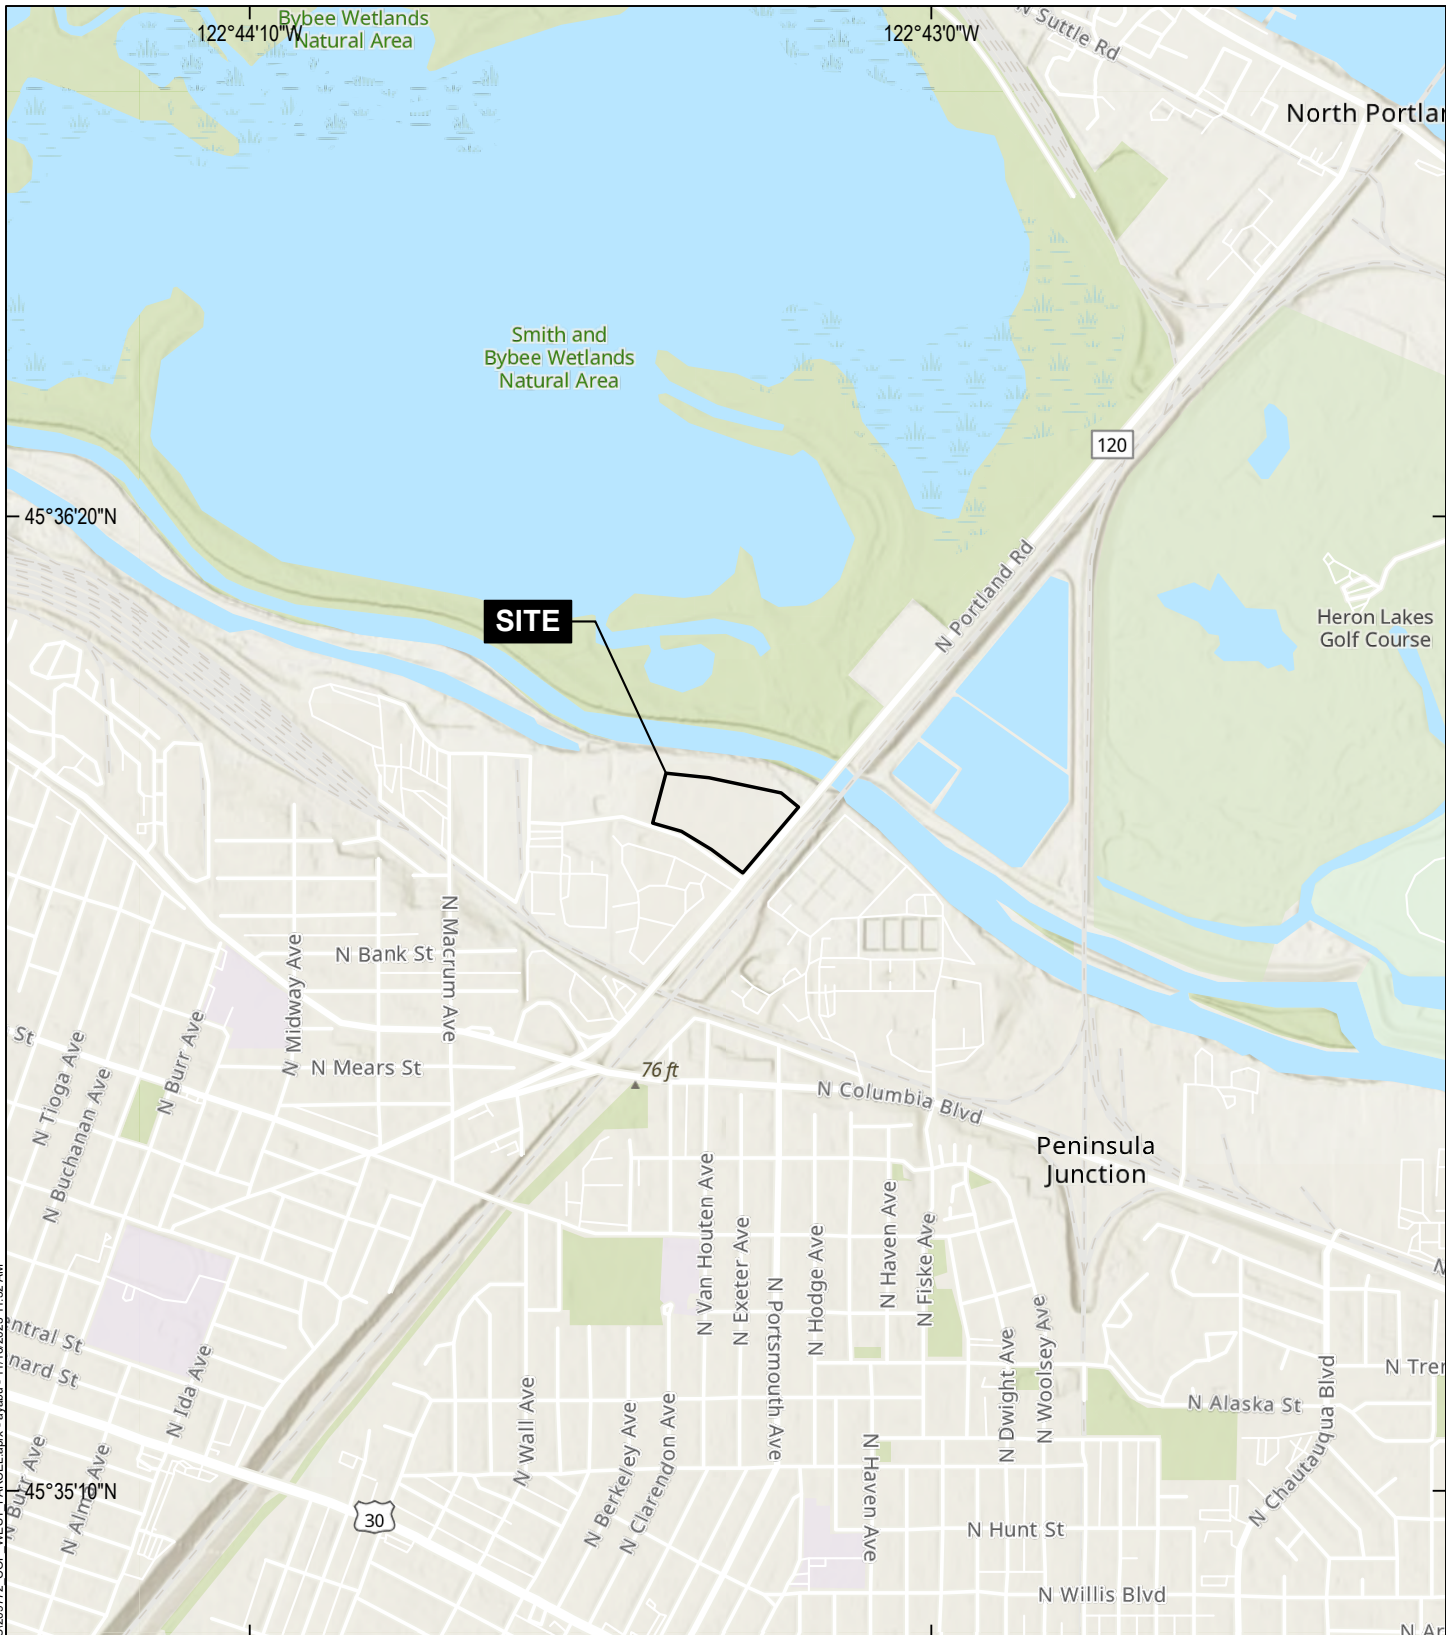 Bybee Wetlands
Natural Area
122°44'10"W
122°43'0"W
N Suttle Rd
North Portlan
Smith and
Bybee Wetlands
Natural Area
120
45°36'20"N
N Portland Rd
SITE
Heron Lakes
Golf Course
N Macrum Ave
N Bank St
N Midway Ave
St
N Mears St
N Burr Ave
N Tioga Ave
N Buchanan Ave
76 ft
N Columbia Blvd
Peninsula
Junction
N Van Houten Ave
N Exeter Ave
N Portsmouth Ave
N Hodge Ave
N Haven Ave
N Fiske Ave
N
entral St
nard St
N Ida Ave
N Dwight Ave
N Woolsey Ave
N Tren
N Alaska St
N Chautauqua Blvd
N Wall Ave
N Berkeley Ave
N Clarendon Ave
N Haven Ave
45°35'10"N
N Burr Ave
N Alma Ave
30
N Hunt St
N Willis Blvd
N Ar